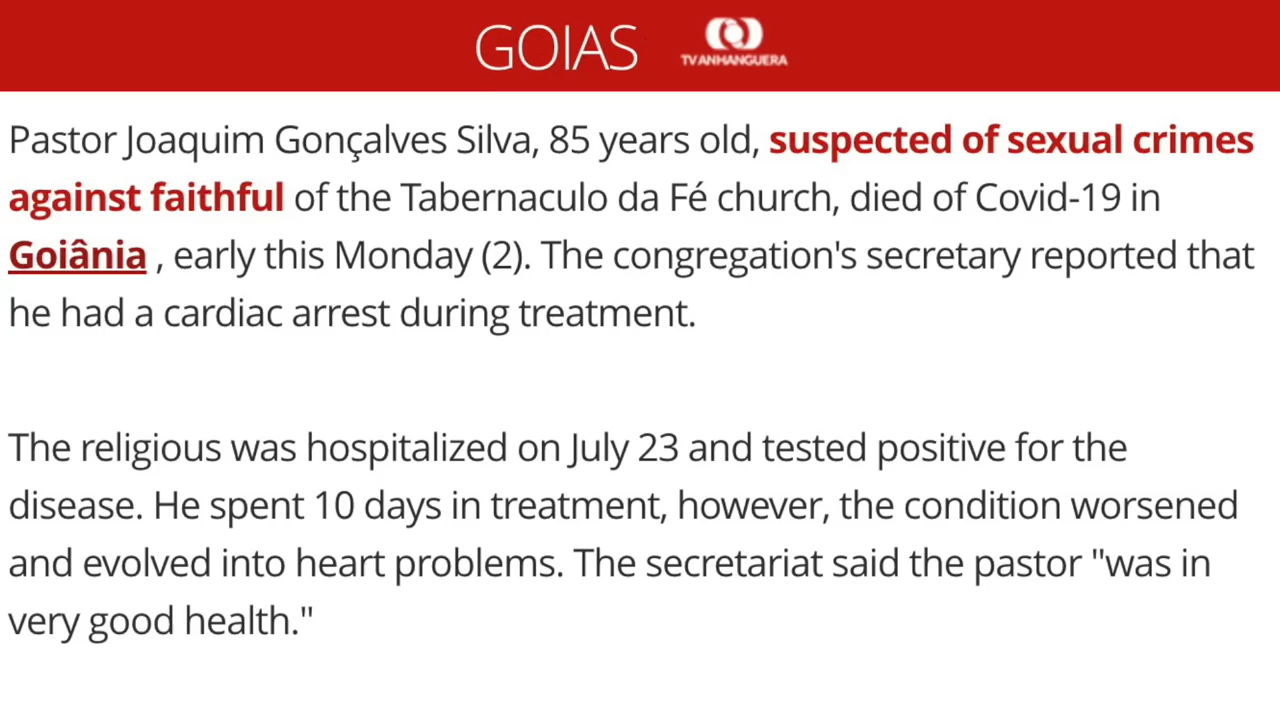 GOIAS
TV ANHANGUERA
Pastor Joaquim Gonçalves Silva, 85 years old, suspected of sexual crimes
against faithful of the Tabernaculo da Fé church, died of Covid-19 in
Goiânia , early this Monday (2). The congregation's secretary reported that
he had a cardiac arrest during treatment.
The religious was hospitalized on July 23 and tested positive for the
disease. He spent 10 days in treatment, however, the condition worsened
and evolved into heart problems. The secretariat said the pastor "was in
very good health."